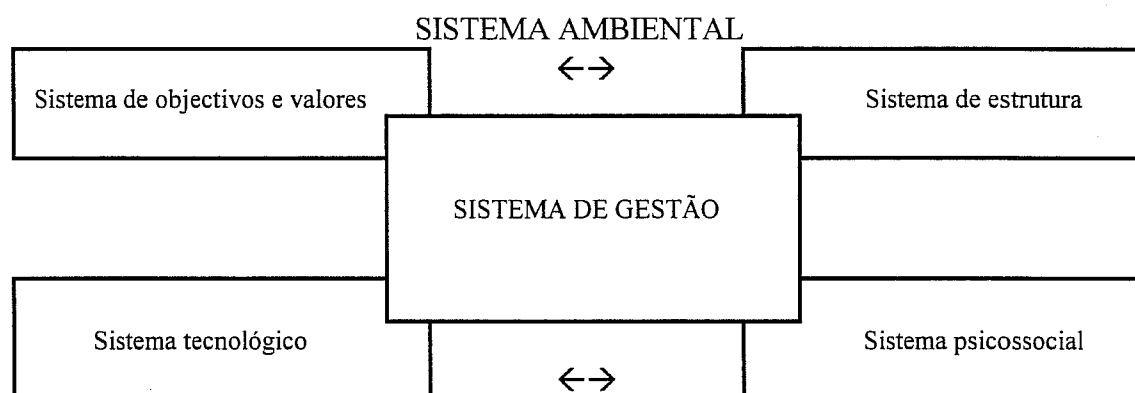 SISTEMA AMBIENTAL
←→
Sistema de objectivos e valores
Sistema de estrutura
SISTEMA DE GESTÃO
Sistema tecnológico
Sistema psicossocial
←→